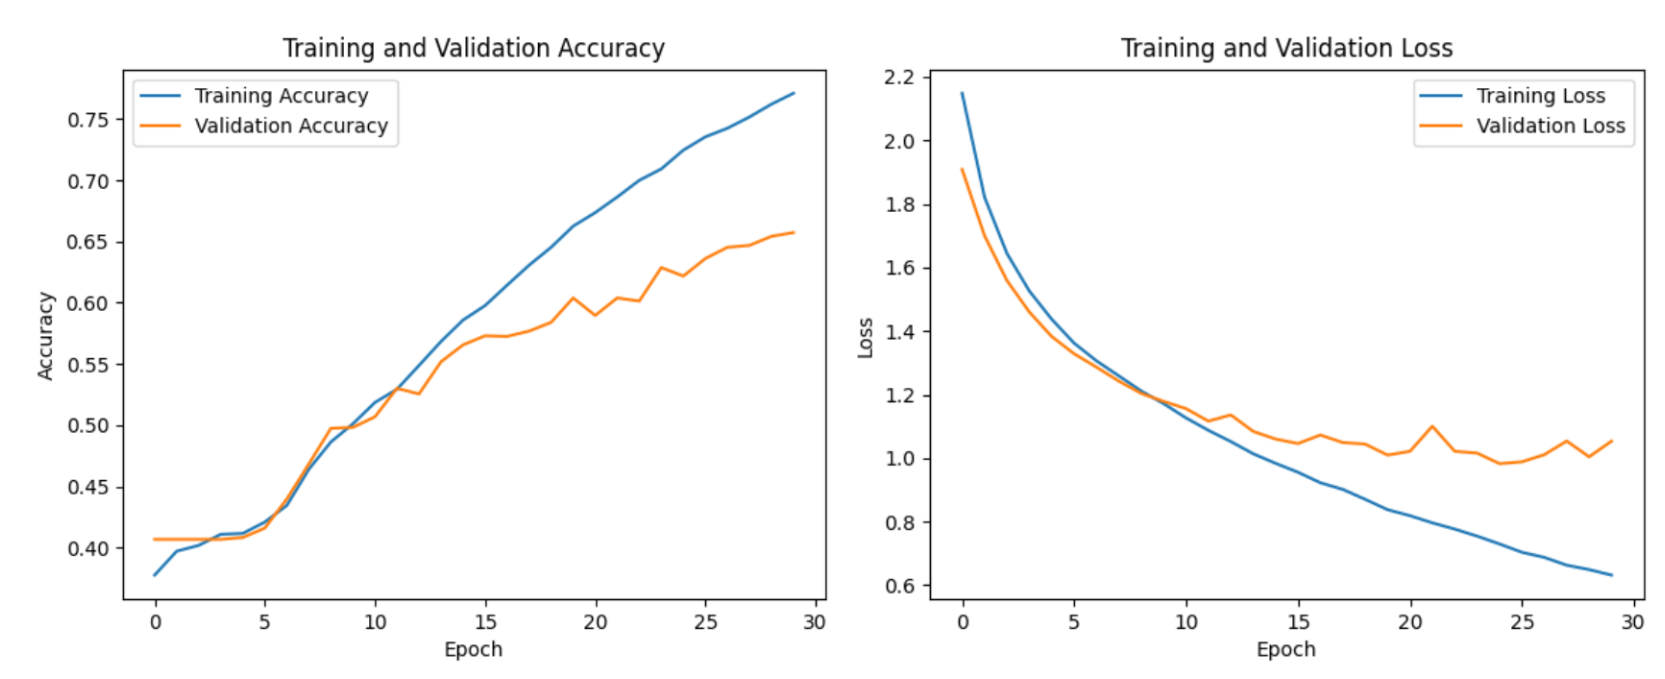 Training and Validation Accuracy
Training Accuracy
Validation Accuracy
0.75
0.70
0.65
0.60
0.55
0.50
0.45
0.40
Accuracy
0 5 10 15 20 25 30
Epoch
Training and Validation Loss
Training Loss
Validation Loss
2.2
2.0
1.8
1.6
1.4
1.2
1.0
0.8
0.6
Loss
0 5 10 15 20 25 30
Epoch